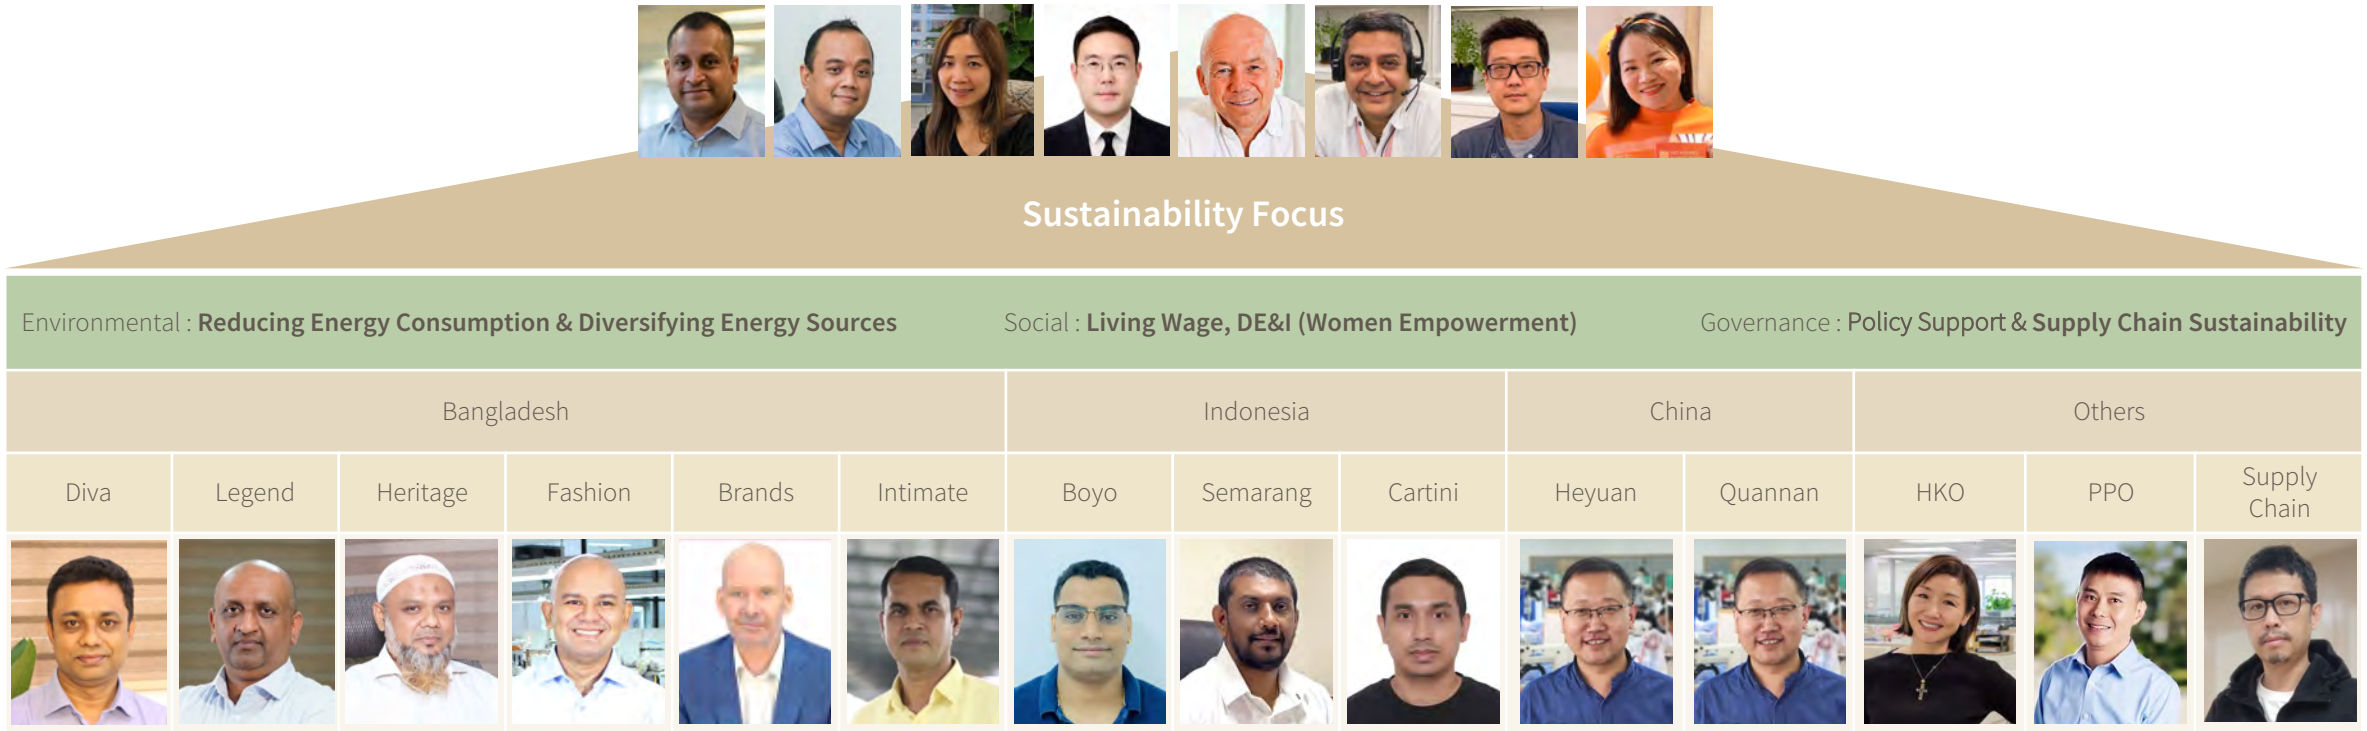 Sustainability Focus
Environmental : Reducing Energy Consumption & Diversifying Energy Sources
Social : Living Wage, DE&I (Women Empowerment)
Governance : Policy Support & Supply Chain Sustainability
Bangladesh
Indonesia
China
Others
Diva
Legend
Heritage
Fashion
Brands
Intimate
Boyo
Semarang
Cartini
Heyuan
Quannan
HKO
PPO
Supply
Chain